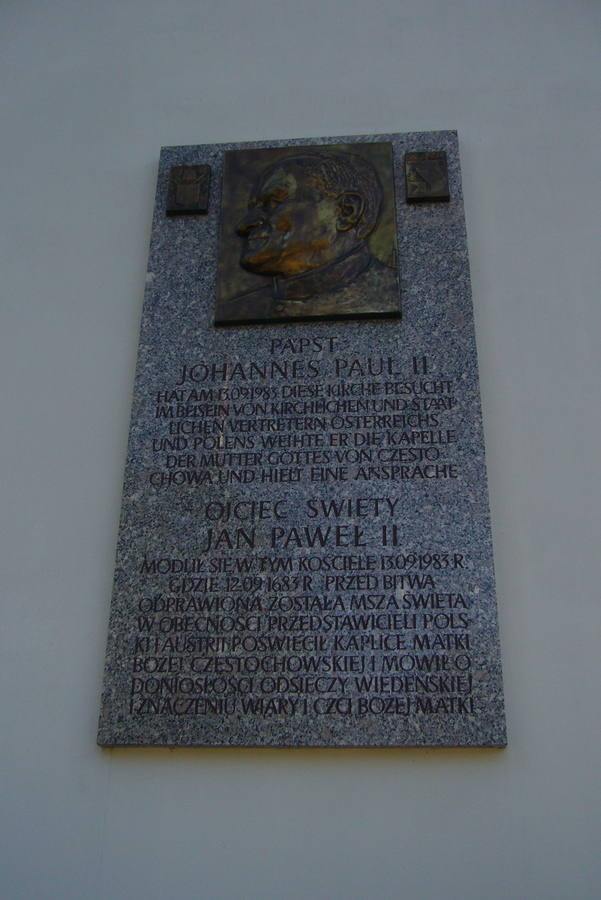 PAPST
JOHANNES PAUL II
HAT AM 13.09.1983 DIESE KIRCHE BESUCHT.
IM BEISEIN VON KIRCHLICHEN UND STAAT-
LICHEN VERTRETERN ÖSTERREICHS
UND POLENS WEIHTE ER DIE KAPELLE
DER MUTTER GOTTES VON CZĘSTO-
CHOWA UND HIELT EINE ANSPRACHE
OJCIEC ŚWIĘTY
JAN PAWEŁ II
MODLIŁ SIĘ W TYM KOŚCIELE 13.09.1983 R.
GDZIE 12.09.1683 R. PRZED BITWĄ
ODPRAWIONA ZOSTAŁA MSZA ŚWIĘTA
W OBECNOŚCI PRZEDSTAWICIELI POLS-
KI I AUSTRII POŚWIĘCIŁ KAPLICĘ MATKI
BOŻEJ CZĘSTOCHOWSKIEJ I MÓWIŁ O
DONIOSŁOŚCI ODSIECZY WIEDEŃSKIEJ
I ZNACZENIU WIARY I CZCI BOŻEJ MATKI.